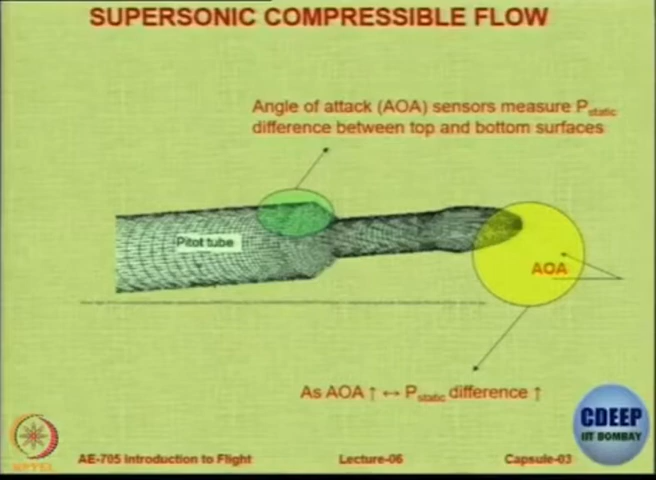 SUPERSONIC COMPRESSIBLE FLOW
Angle of attack (AOA) sensors measure Pstatic
difference between top and bottom surfaces
Pitot tube
AOA
As AOA ↑ ↔ Pstatic difference ↑
CDEEP
IIT BOMBAY
NPTEL
AE-705 Introduction to Flight
Lecture-06
Capsule-03